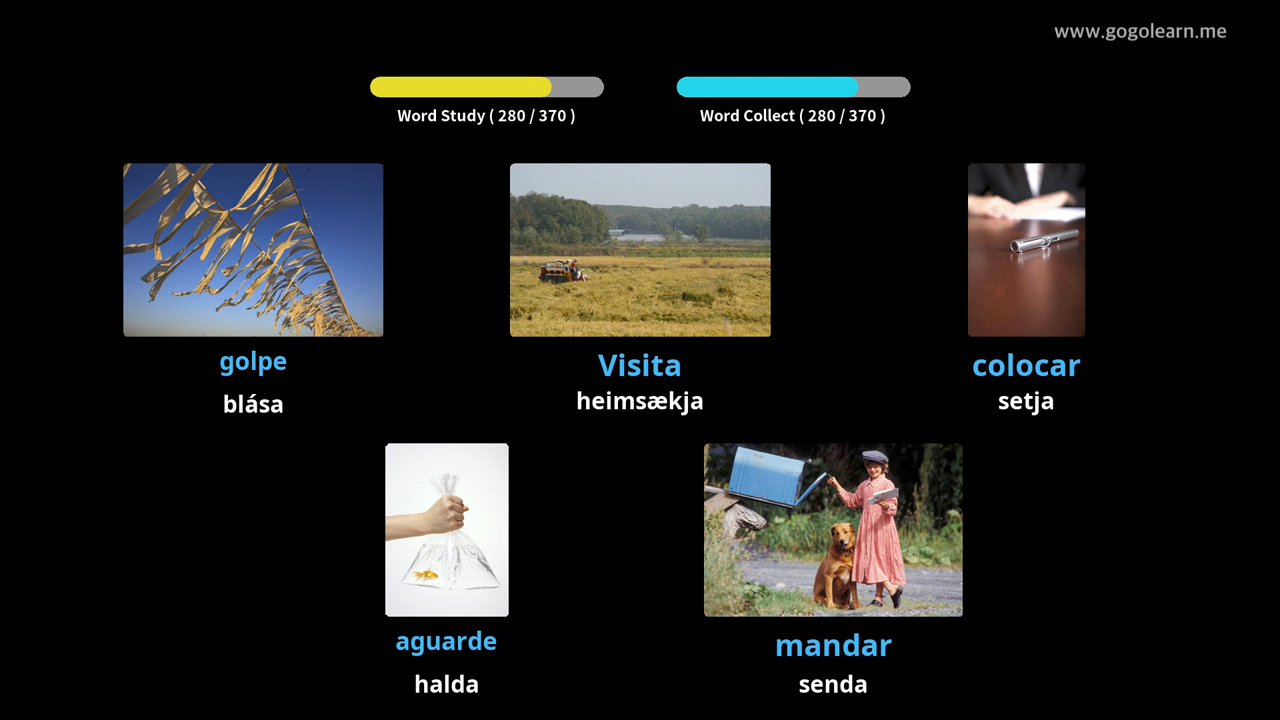 www.gogolearn.me
Word Study ( 280 / 370 )
Word Collect ( 280 / 370 )
golpe
blása
Visita
heimsækja
colocar
setja
aguarde
halda
mandar
senda